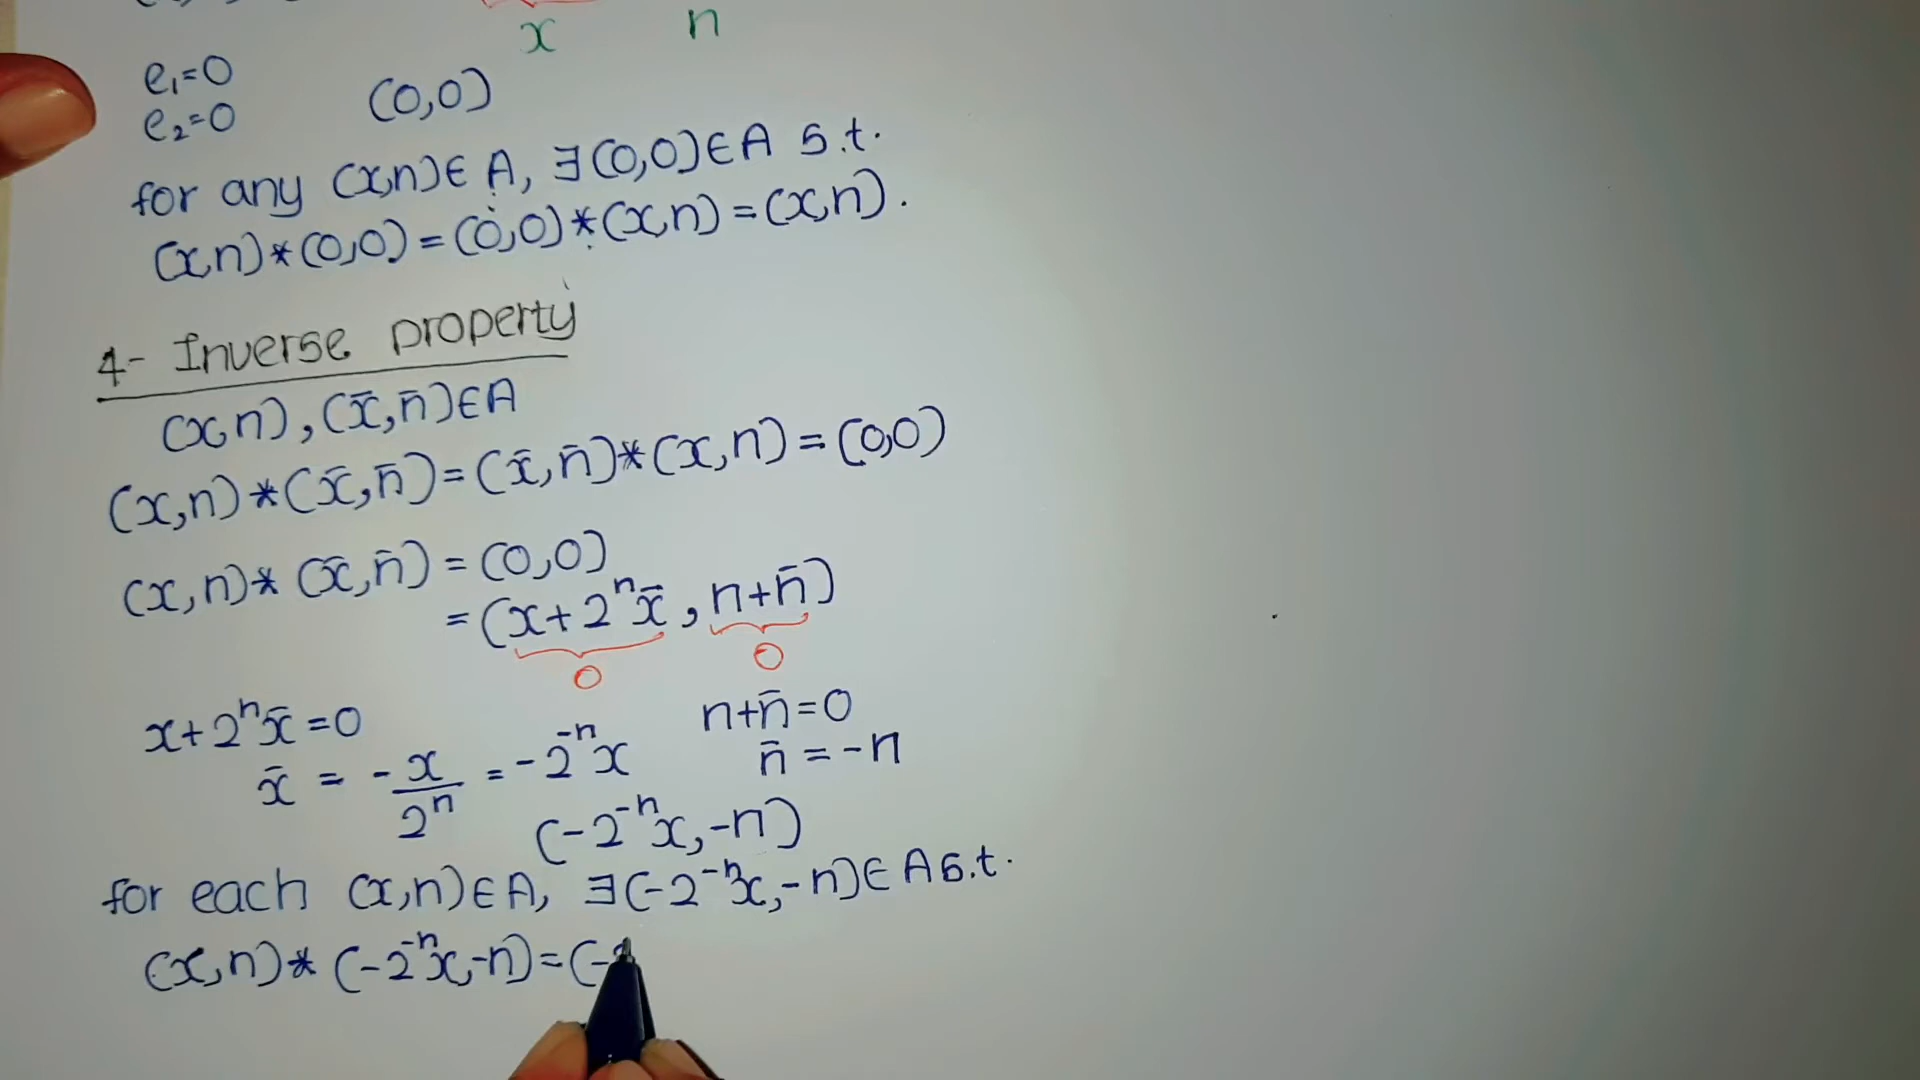 x n
e₁=0
e₂=0 (0,0)
for any (x,n)∈A, ∃(0,0)∈A s.t.
(x,n)*(0,0)=(0,0)*(x,n)=(x,n).
4- Inverse property
(x,n),(x̄,n̄)∈A
(x,n)*(x̄,n̄)=(x̄,n̄)*(x,n)=(0,0)
(x,n)*(x̄,n̄)=(0,0)
=(x+2ⁿx̄, n+n̄)
0 0
x+2ⁿx̄=0 n+n̄=0
x̄ = -x/2ⁿ = -2⁻ⁿx n̄ = -n
(-2⁻ⁿx,-n)
for each (x,n)∈A, ∃(-2⁻ⁿx,-n)∈A s.t.
(x,n)*(-2⁻ⁿx,-n)=(-